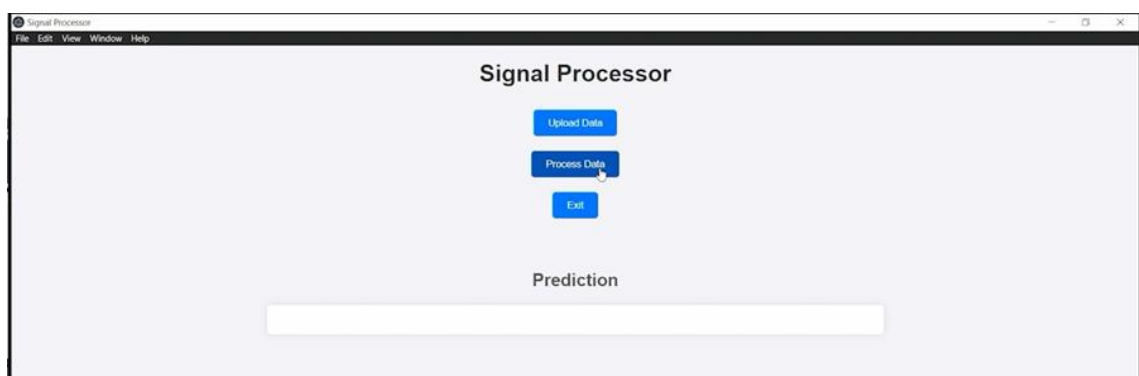 Signal Processor
File Edit View Window Help
Signal Processor
Upload Data
Process Data
Exit
Prediction